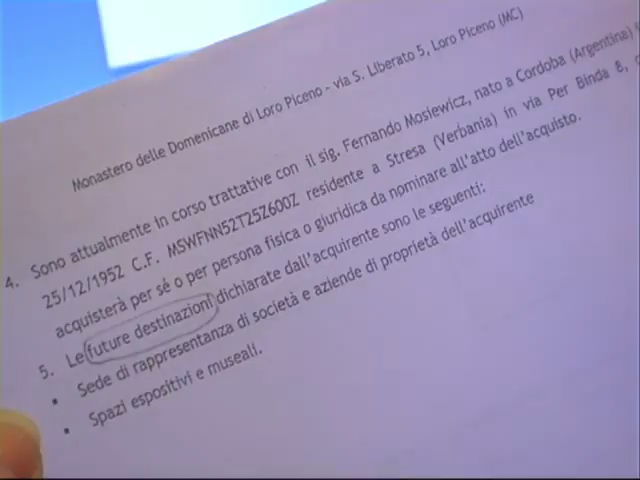 Monastero delle Domenicane di Loro Piceno - via S. Liberato 5, Loro Piceno (MC)
4. Sono attualmente in corso trattative con il sig. Fernando Mosiewicz, nato a Cordoba (Argentina)
25/12/1952 C.F. MSWFNN52T25Z600Z residente a Stresa (Verbania) in via Per Binda 8,
acquisterà per sé o per persona fisica o giuridica da nominare all'atto dell'acquisto.
5. Le future destinazioni dichiarate dall'acquirente sono le seguenti:
• Sede di rappresentanza di società e aziende di proprietà dell'acquirente
• Spazi espositivi e museali.